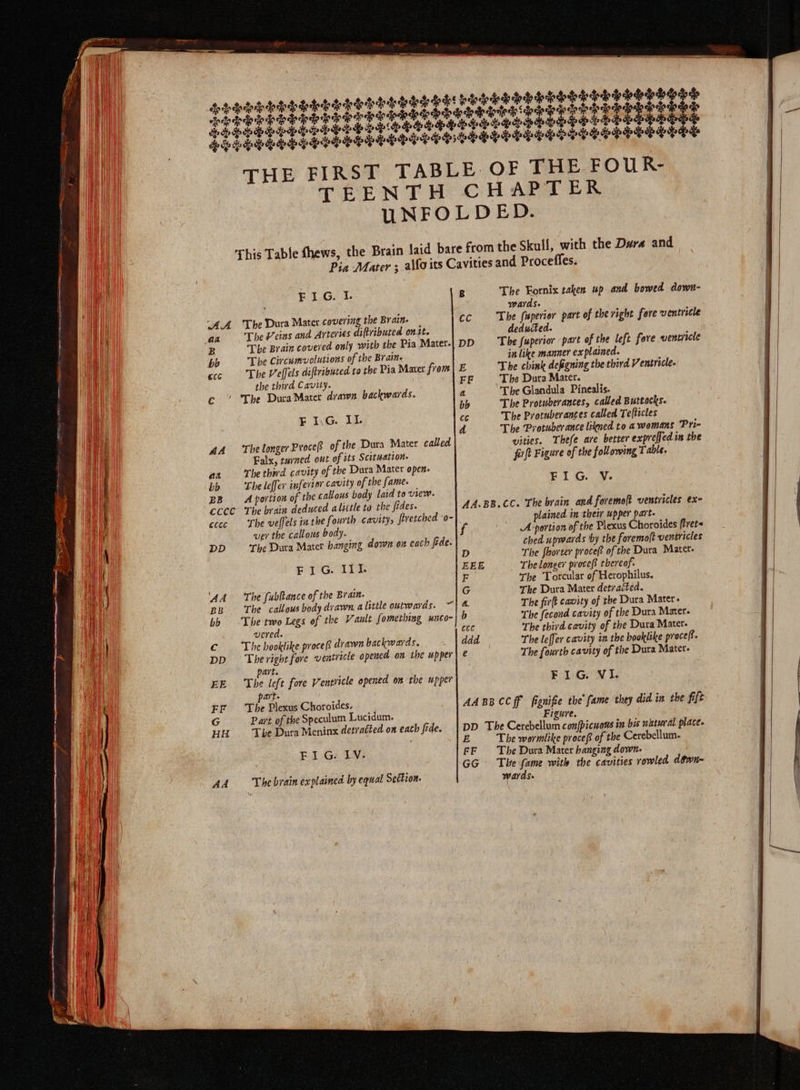 THE FIRST TABLE OF THE FOUR-
TEENTH CHAPTER
UNFOLDED.
This Table ſhews, the Brain laid bare from the Skull, with the Dura and
Pia Mater ; alſo its Cavities and Proceſſes.
FIG. I.
AA The Dura Mater covering the Brain.
aa The Veins and Arteries diſtributed on it.
B The Brain covered only with the Pia Mater.
bb The Circumvolutions of the Brain.
ccc The Veſſels diſtributed to the Pia Mater from
the third Cavity.
C The Dura Mater drawn backwards.
FIG. II.
AA The longer Proceß of the Dura Mater called
Falx, turned out of its Scituation.
aa The third cavity of the Dura Mater open.
bb The leſſer inferior cavity of the ſame.
BB A portion of the callous body laid to view.
CCCC The brain deduced a little to the ſides.
cccc The veſſels in the fourth cavity, ſtretched o-
ver the callous body.
DD The Dura Mater hanging down on each ſide.
FIG. III.
AA The ſubſtance of the Brain.
BB The callous body drawn a little outwards.
bb The two Legs of the Vault ſomething unco-
vered.
C The hooklike proceß drawn backwards.
DD The right fore ventricle opened on the upper
part.
EE The left fore Ventricle opened on the upper
part.
FF The Plexus Choroides.
G Part of the Speculum Lucidum.
HH The Dura Meninx detracted on each ſide.
FIG. IV.
AA The brain explained by equal Section.
B The Fornix taken up and bowed down-
wards.
CC The ſuperior part of the right fore ventricle
deducted.
DD The ſuperior part of the left fore ventricle
in like manner explained.
E The chink deſigning the third Ventricle.
FF The Dura Mater.
a The Glandula Pinealis.
bb The Protuberances, called Buttocks.
cc The Protuberances called Teſticles
d The Protuberance likned to a womans Pri-
vities. Theſe are better expreſſed in the
firſt Figure of the following Table.
FIG. V.
AA.BB.CC. The brain and foremoſt ventricles ex-
plained in their upper part.
f A portion of the Plexus Choroides ſtret-
ched upwards by the foremoſt ventricles
D The ſhorter proceß of the Dura Mater.
EEE The longer proceß thereof.
F The Torcular of Herophilus.
G The Dura Mater detracted.
a The firſt cavity of the Dura Mater.
b The ſecond cavity of the Dura Mater.
ccc The third cavity of the Dura Mater.
ddd The leſſer cavity in the hooklike proceß.
e The fourth cavity of the Dura Mater.
FIG. VI.
AA BB CC ff ſignifie the ſame they did in the fift
Figure.
DD The Cerebellum conſpicuous in his natural place.
E The wormlike proceß of the Cerebellum.
FF The Dura Mater hanging down.
GG The ſame with the cavities rowled down-
wards.